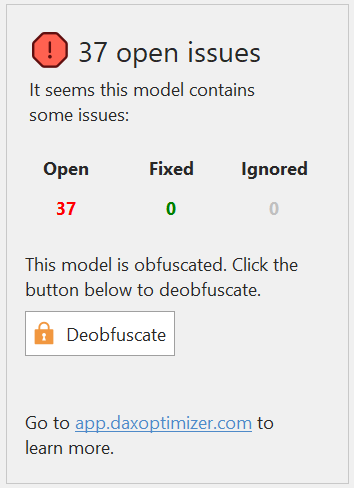 37 open issues
It seems this model contains
some issues:
Open Fixed Ignored
37 0 0
This model is obfuscated. Click the
button below to deobfuscate.
Deobfuscate
Go to app.daxoptimizer.com to
learn more.